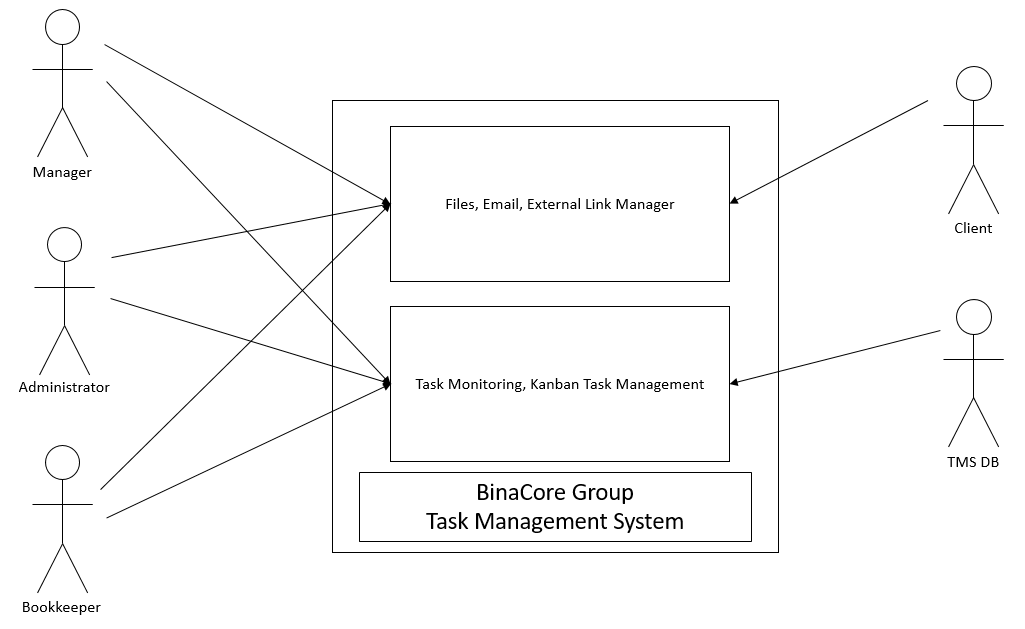 Manager
Files, Email, External Link Manager
Client
Administrator
Task Monitoring, Kanban Task Management
TMS DB
BinaCore Group
Task Management System
Bookkeeper